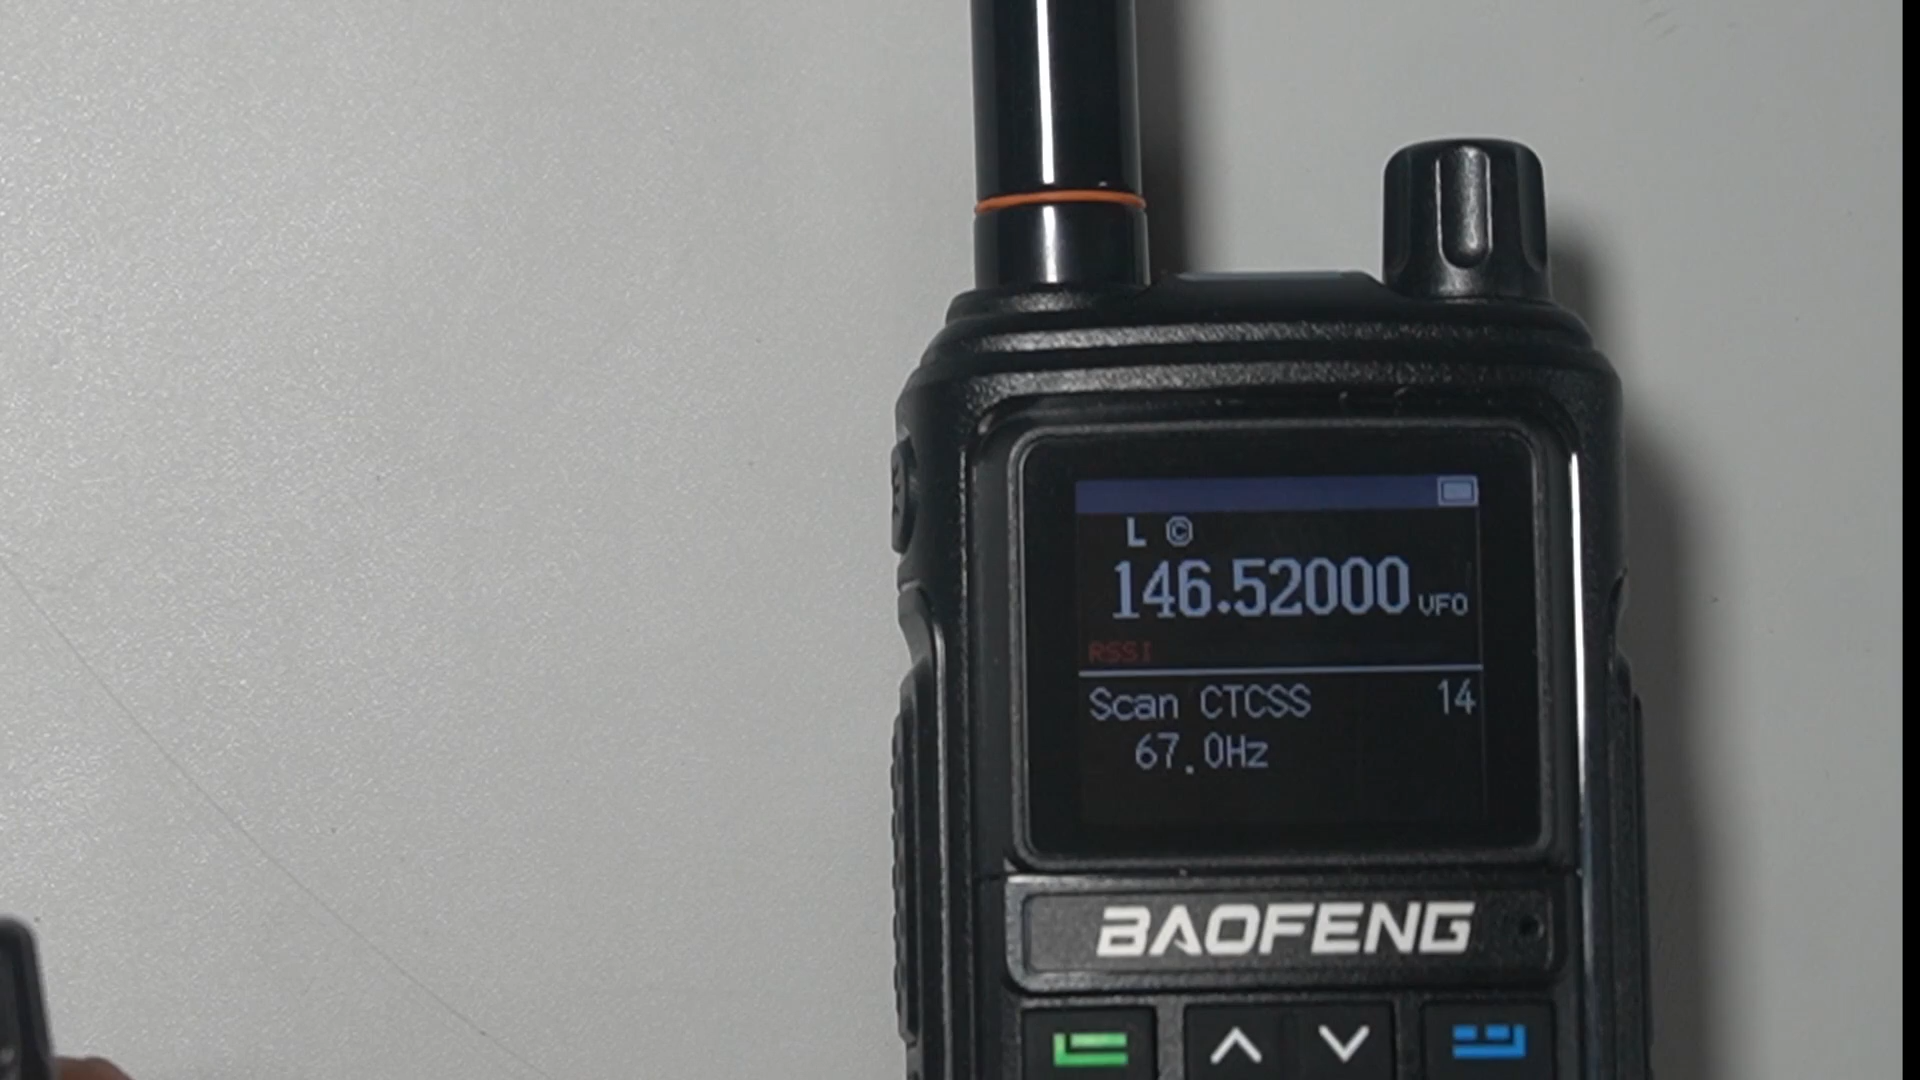 L ©
146.52000 VFO
RSSI
Scan CTCSS 14
67.0Hz
BAOFENG